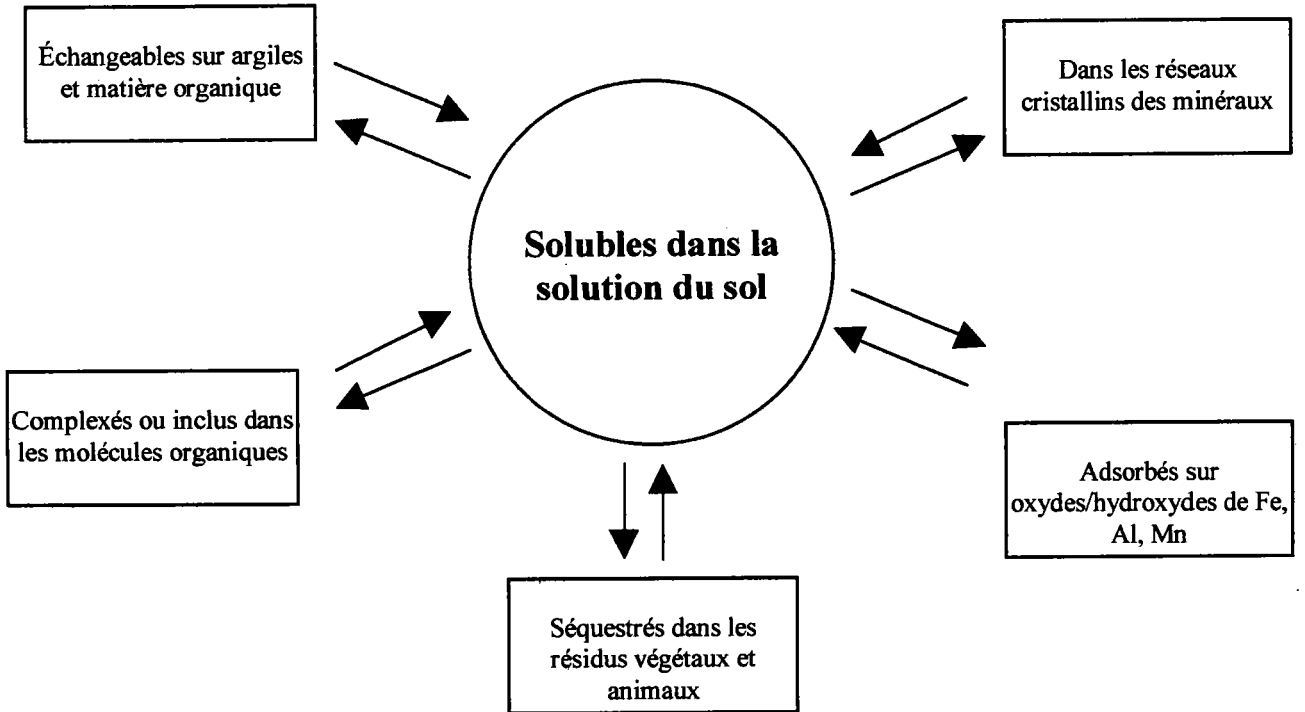 Échangeables sur argiles
et matière organique
Dans les réseaux
cristallins des minéraux
Solubles dans la
solution du sol
Complexés ou inclus dans
les molécules organiques
Adsorbés sur
oxydes/hydroxydes de Fe,
Al, Mn
Séquestrés dans les
résidus végétaux et
animaux